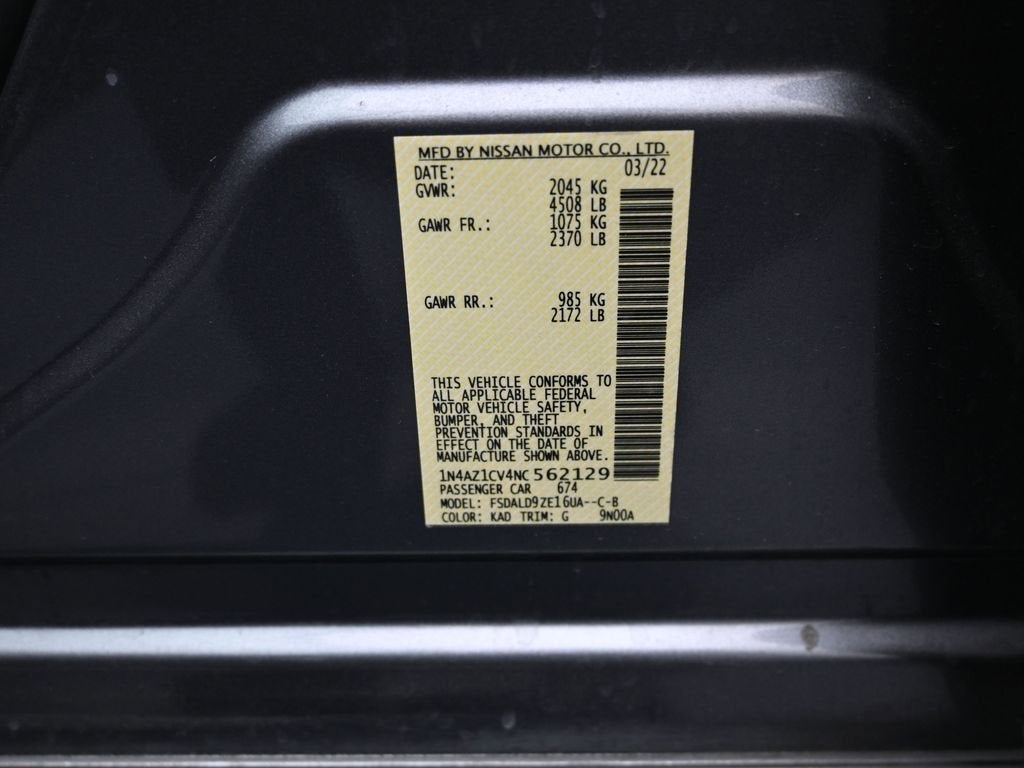 MFD BY NISSAN MOTOR CO., LTD.
DATE: 03/22
GVWR: 2045 KG
4508 LB
GAWR FR.: 1075 KG
2370 LB
GAWR RR.: 985 KG
2172 LB
THIS VEHICLE CONFORMS TO
ALL APPLICABLE FEDERAL
MOTOR VEHICLE SAFETY,
BUMPER, AND THEFT
PREVENTION STANDARDS IN
EFFECT ON THE DATE OF
MANUFACTURE SHOWN ABOVE.
1N4AZ1CV4NC562129
PASSENGER CAR 674
MODEL: FSDALD9ZE16UA--C-B
COLOR: KAD TRIM: G 9N00A